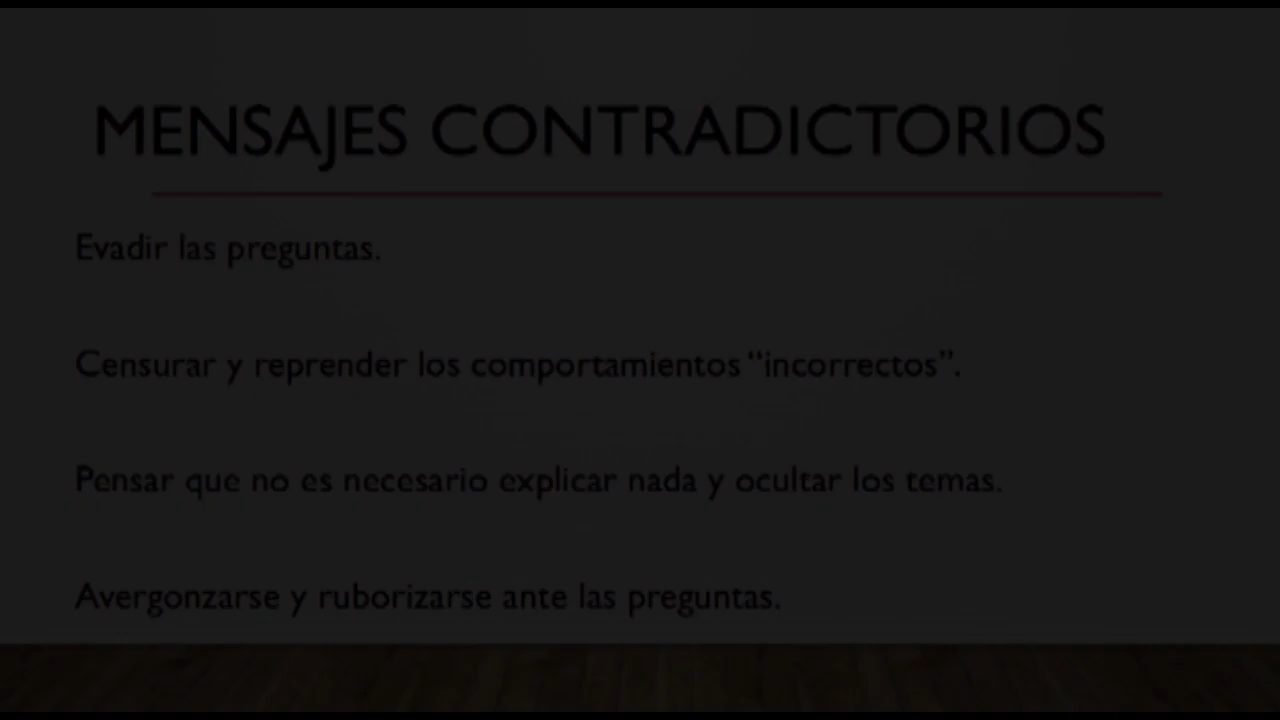 MENSAJES CONTRADICTORIOS
Evadir las preguntas.
Censurar y reprender los comportamientos “incorrectos”.
Pensar que no es necesario explicar nada y ocultar los temas.
Avergonzarse y ruborizarse ante las preguntas.